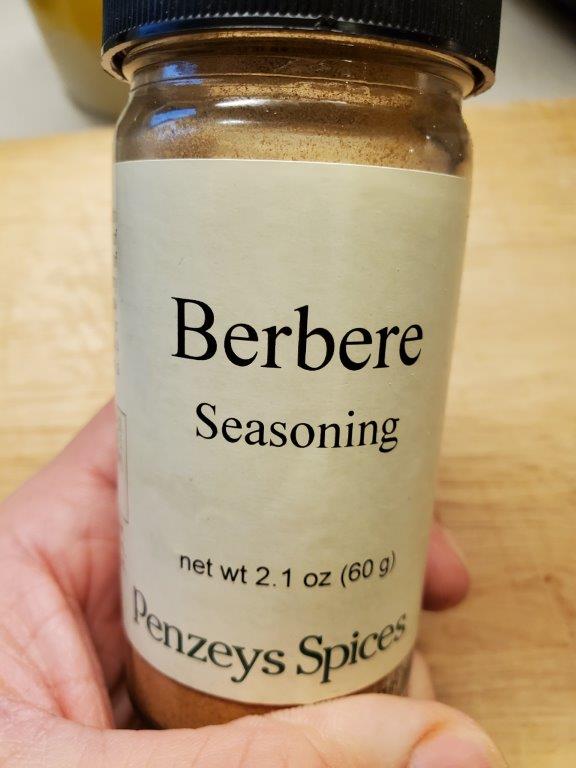 Berbere
Seasoning
net wt 2.1 oz (60 g)
Penzeys Spices